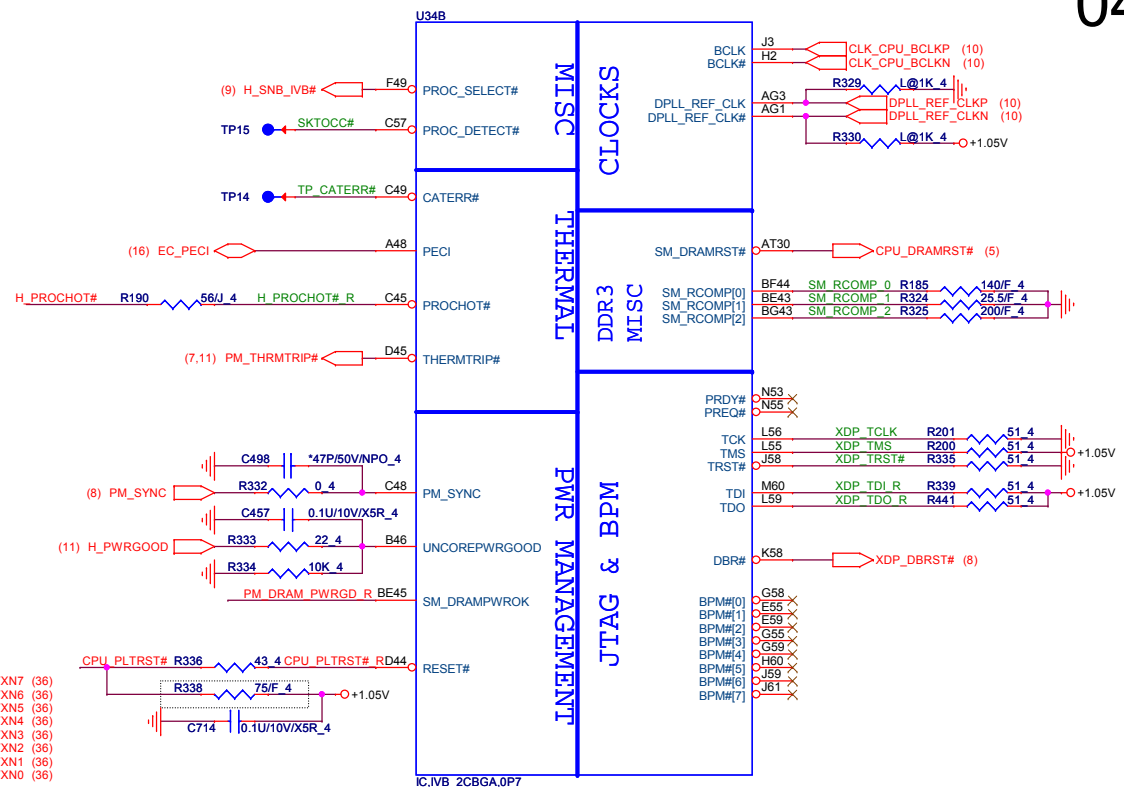 04
U34B
MISC
CLOCKS
THERMAL
DDR3
MISC
PWR MANAGEMENT
JTAG & BPM
(9) H_SNB_IVB# F49 PROC_SELECT#
TP15 SKTOCC# C57 PROC_DETECT#
TP14 TP_CATERR# C49 CATERR#
(16) EC_PECI A48 PECI
H_PROCHOT# R190 56/J_4 H_PROCHOT#_R C45 PROCHOT#
(7,11) PM_THRMTRIP# D45 THERMTRIP#
C498 *47P/50V/NPO_4
(8) PM_SYNC R332 0_4 C48 PM_SYNC
C457 0.1U/10V/X5R_4
(11) H_PWRGOOD R333 22_4 B46 UNCOREPWRGOOD
R334 10K_4
PM_DRAM_PWRGD_R BE45 SM_DRAMPWROK
CPU_PLTRST# R336 43_4 CPU_PLTRST#_R D44 RESET#
R338 75/F_4 +1.05V
C714 0.1U/10V/X5R_4
XN7 (36)
XN6 (36)
XN5 (36)
XN4 (36)
XN3 (36)
XN2 (36)
XN1 (36)
XN0 (36)
BCLK J3 CLK_CPU_BCLKP (10)
BCLK# H2 CLK_CPU_BCLKN (10)
R329 L@1K_4
DPLL_REF_CLK AG3 DPLL_REF_CLKP (10)
DPLL_REF_CLK# AG1 DPLL_REF_CLKN (10)
R330 L@1K_4 +1.05V
SM_DRAMRST# AT30 CPU_DRAMRST# (5)
SM_RCOMP[0] BF44 SM_RCOMP_0 R185 140/F_4
SM_RCOMP[1] BE43 SM_RCOMP_1 R324 25.5/F_4
SM_RCOMP[2] BG43 SM_RCOMP_2 R325 200/F_4
PRDY# N53
PREQ# N55
TCK L56 XDP_TCLK R201 51_4
TMS L55 XDP_TMS R200 51_4 +1.05V
TRST# J58 XDP_TRST# R335 51_4
TDI M60 XDP_TDI_R R339 51_4 +1.05V
TDO L59 XDP_TDO_R R441 51_4
DBR# K58 XDP_DBRST# (8)
BPM#[0] G58
BPM#[1] E55
BPM#[2] E59
BPM#[3] G55
BPM#[4] G59
BPM#[5] H60
BPM#[6] J59
BPM#[7] J61
IC,IVB_2CBGA,0P7